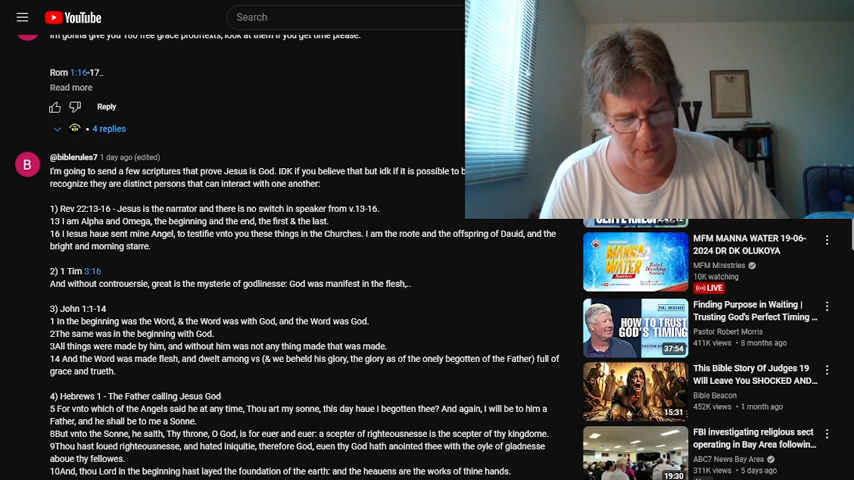 YouTube
Search
Im gonna give you 180 free grace prooftexts, look at them if you get time please.
Rom 1:16-17_
Read more
Reply
4 replies
B
@biblerules7 1 day ago (edited)
I'm going to send a few scriptures that prove Jesus is God. IDK if you believe that but idk if it is possible to b
recognize they are distinct persons that can interact with one another:
1) Rev 22:13-16 - Jesus is the narrator and there is no switch in speaker from v.13-16.
13 I am Alpha and Omega, the beginning and the end, the first & the last.
16 I Iesus haue sent mine Angel, to testifie vnto you these things in the Churches. I am the roote and the offspring of Dauid, and the
bright and morning starre.
2) 1 Tim 3:16
And without controuersie, great is the mysterie of godlinesse: God was manifest in the flesh,..
3) John 1:1-14
1 In the beginning was the Word, & the Word was with God, and the Word was God.
2The same was in the beginning with God.
3All things were made by him, and without him was not any thing made that was made.
14 And the Word was made flesh, and dwelt among vs (& we beheld his glory, the glory as of the onely begotten of the Father) full of
grace and trueth.
4) Hebrews 1 - The Father calling Jesus God
5 For vnto which of the Angels said he at any time, Thou art my sonne, this day haue I begotten thee? And again, I will be to him a
Father, and he shall be to me a Sonne.
8But vnto the Sonne, he saith, Thy throne, O God, is for euer and euer: a scepter of righteousnesse is the scepter of thy kingdome.
9Thou hast loued righteousnesse, and hated iniquitie, therefore God, euen thy God hath anointed thee with the oyle of gladnesse
aboue thy fellowes.
10And, thou Lord in the beginning hast layed the foundation of the earth: and the heauens are the works of thine hands.
MFM MANNA WATER 19-06-
2024 DR DK OLUKOYA
MFM Ministries
10K watching
LIVE
HOW TO TRUST
GOD'S TIMING
37:54
Finding Purpose in Waiting |
Trusting God's Perfect Timing ...
Pastor Robert Morris
411K views • 8 months ago
15:31
This Bible Story Of Judges 19
Will Leave You SHOCKED AND...
Bible Beacon
452K views • 1 month ago
19:30
FBI investigating religious sect
operating in Bay Area followin...
ABC7 News Bay Area
311K views • 5 days ago